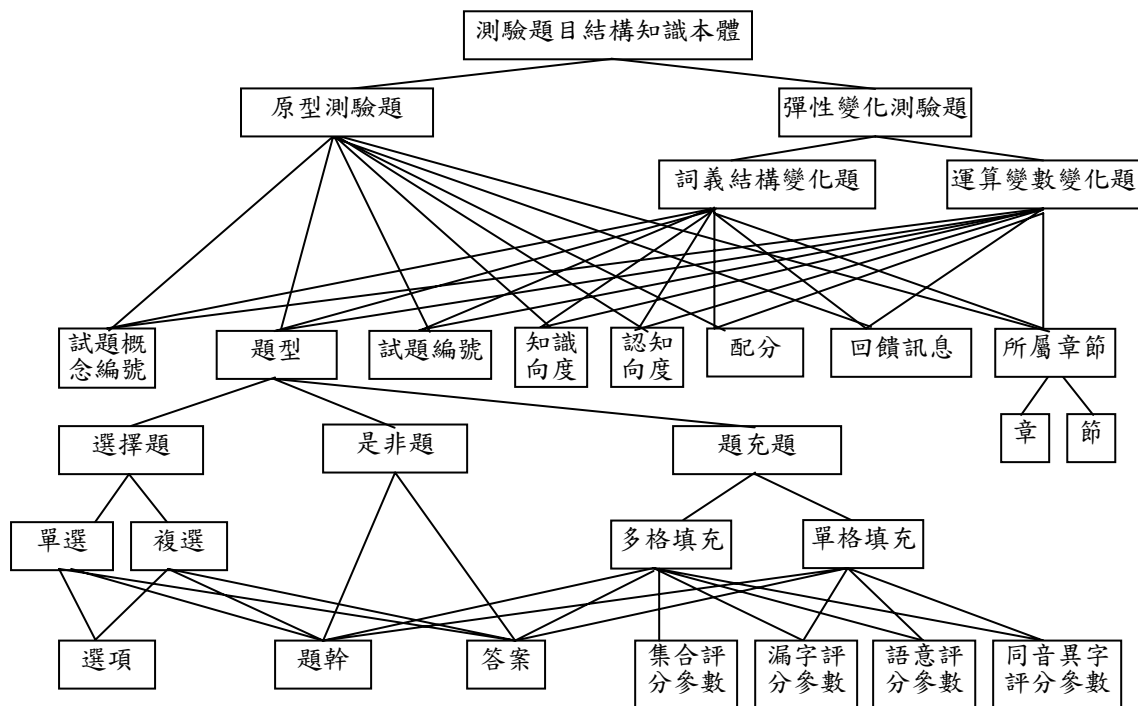 測驗題目結構知識本體
原型測驗題
彈性變化測驗題
詞義結構變化題
運算變數變化題
試題概
念編號
題型
試題編號
知識
向度
認知
向度
配分
回饋訊息
所屬章節
章
節
選擇題
是非題
題充題
單選
複選
多格填充
單格填充
選項
題幹
答案
集合評
分參數
漏字評
分參數
語意評
分參數
同音異字
評分參數